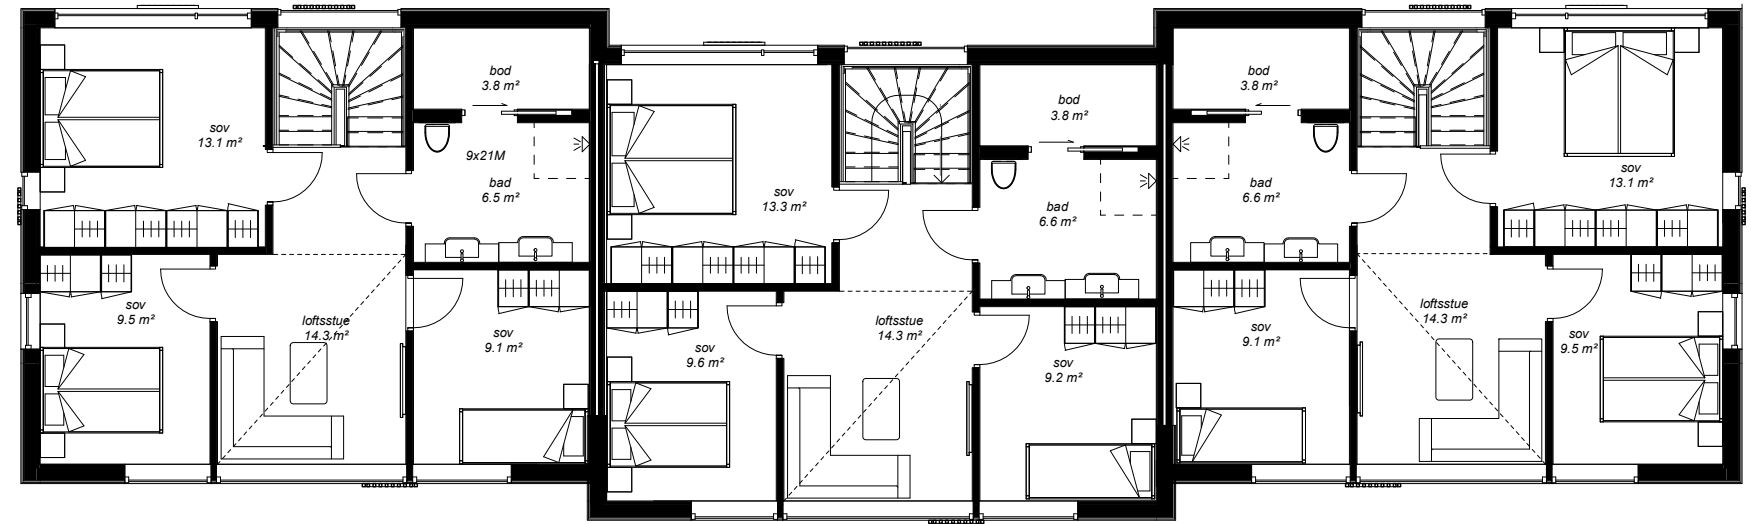 sov
13.1 m²
bod
3.8 m²
9x21M
bad
6.5 m²
sov
9.5 m²
loftsstue
14.3 m²
sov
9.1 m²
sov
13.3 m²
bod
3.8 m²
bad
6.6 m²
sov
9.6 m²
loftsstue
14.3 m²
sov
9.2 m²
bod
3.8 m²
bad
6.6 m²
sov
13.1 m²
sov
9.1 m²
loftsstue
14.3 m²
sov
9.5 m²